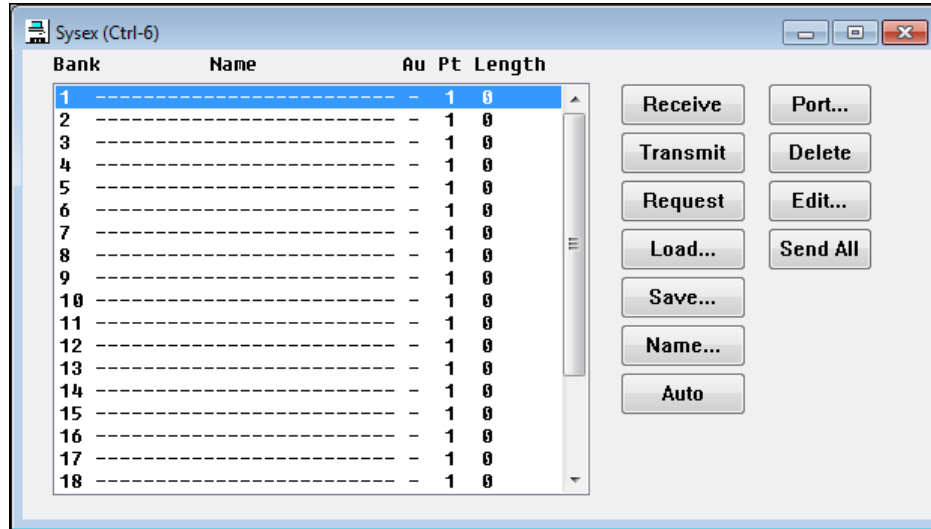 Sysex (Ctrl-6)
Bank Name Au Pt Length
1 ------------------------- - 1 0
2 ------------------------- - 1 0
3 ------------------------- - 1 0
4 ------------------------- - 1 0
5 ------------------------- - 1 0
6 ------------------------- - 1 0
7 ------------------------- - 1 0
8 ------------------------- - 1 0
9 ------------------------- - 1 0
10 ------------------------- - 1 0
11 ------------------------- - 1 0
12 ------------------------- - 1 0
13 ------------------------- - 1 0
14 ------------------------- - 1 0
15 ------------------------- - 1 0
16 ------------------------- - 1 0
17 ------------------------- - 1 0
18 ------------------------- - 1 0
Receive
Transmit
Request
Load...
Save...
Name...
Auto
Port...
Delete
Edit...
Send All